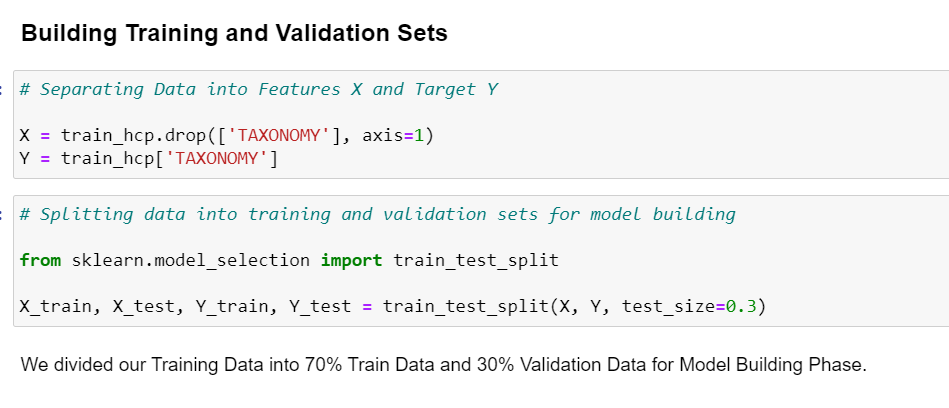 Building Training and Validation Sets
: # Separating Data into Features X and Target Y
X = train_hcp.drop(['TAXONOMY'], axis=1)
Y = train_hcp['TAXONOMY']
: # Splitting data into training and validation sets for model building
from sklearn.model_selection import train_test_split
X_train, X_test, Y_train, Y_test = train_test_split(X, Y, test_size=0.3)
We divided our Training Data into 70% Train Data and 30% Validation Data for Model Building Phase.